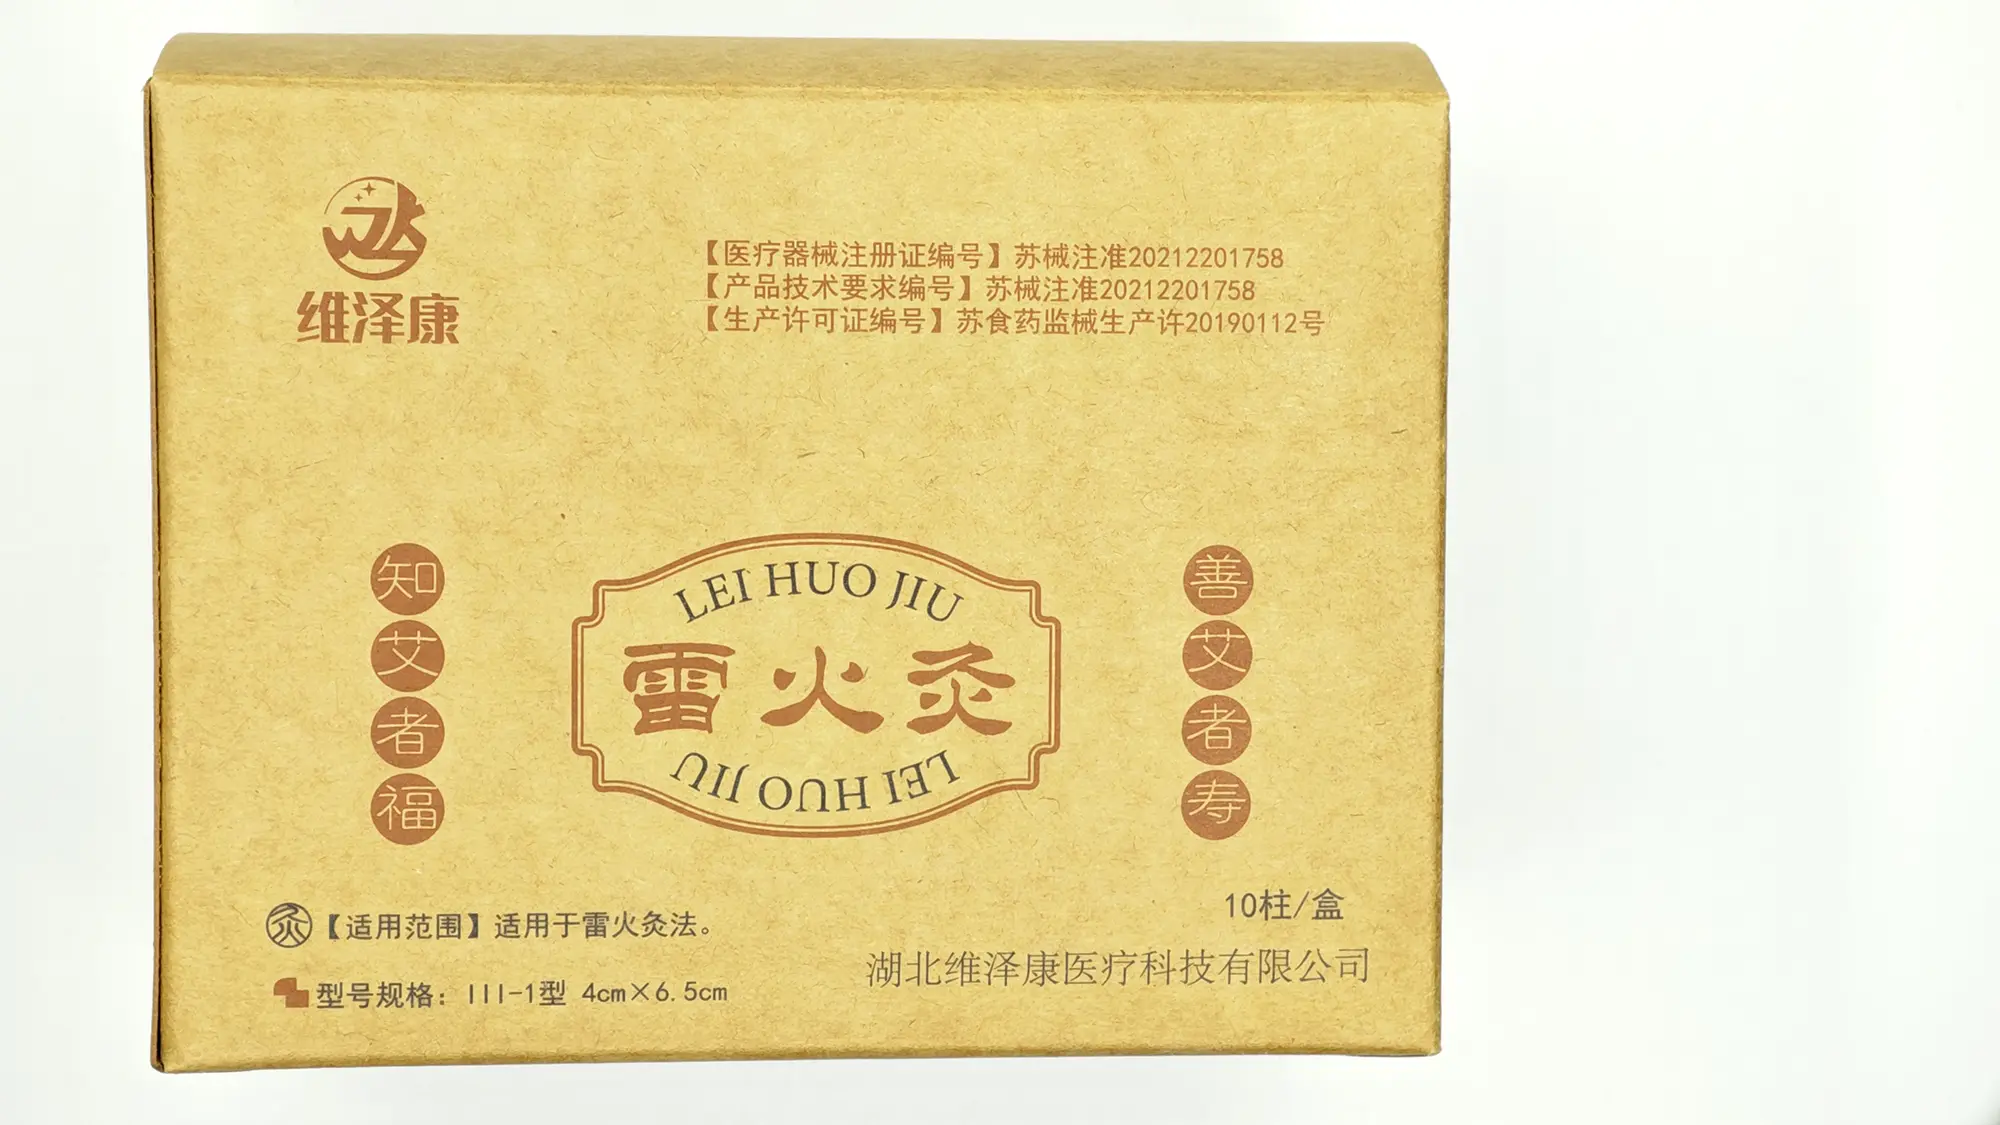 维泽康
【医疗器械注册证编号】苏械注准20212201758
【产品技术要求编号】苏械注准20212201758
【生产许可证编号】苏食药监械生产许20190112号
知艾者福
LEI HUO JIU
雷火灸
LEI HUO JIU
善艾者寿
灸【适用范围】适用于雷火灸法。
型号规格：III-1型 4cm×6.5cm
10柱/盒
湖北维泽康医疗科技有限公司